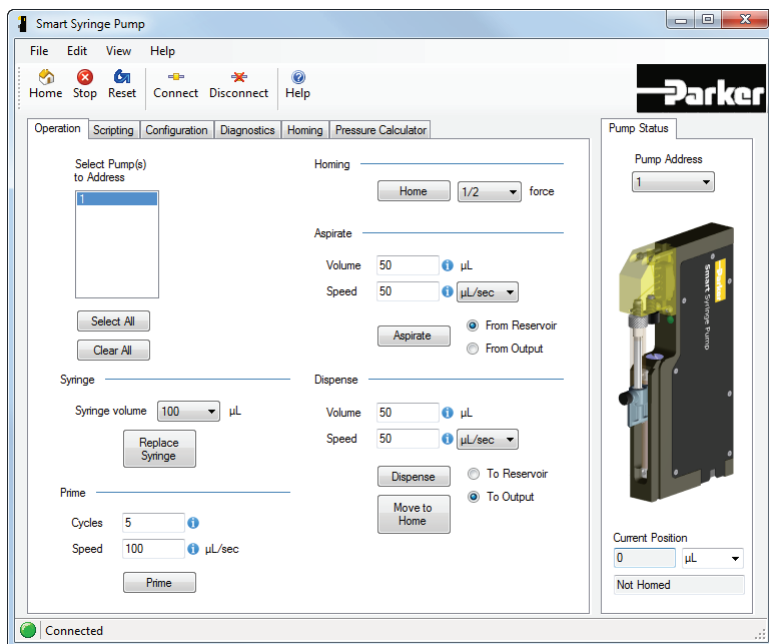 Smart Syringe Pump
File Edit View Help
Home Stop Reset Connect Disconnect Help
Parker
Operation Scripting Configuration Diagnostics Homing Pressure Calculator
Select Pump(s)
to Address
1
Select All
Clear All
Syringe
Syringe volume 100 µL
Replace
Syringe
Prime
Cycles 5
Speed 100 µL/sec
Prime
Homing
Home 1/2 force
Aspirate
Volume 50 µL
Speed 50 µL/sec
Aspirate
From Reservoir
From Output
Dispense
Volume 50 µL
Speed 50 µL/sec
Dispense
To Reservoir
To Output
Move to
Home
Pump Status
Pump Address
1
Parker
Smart Syringe Pump
Current Position
0 µL
Not Homed
Connected